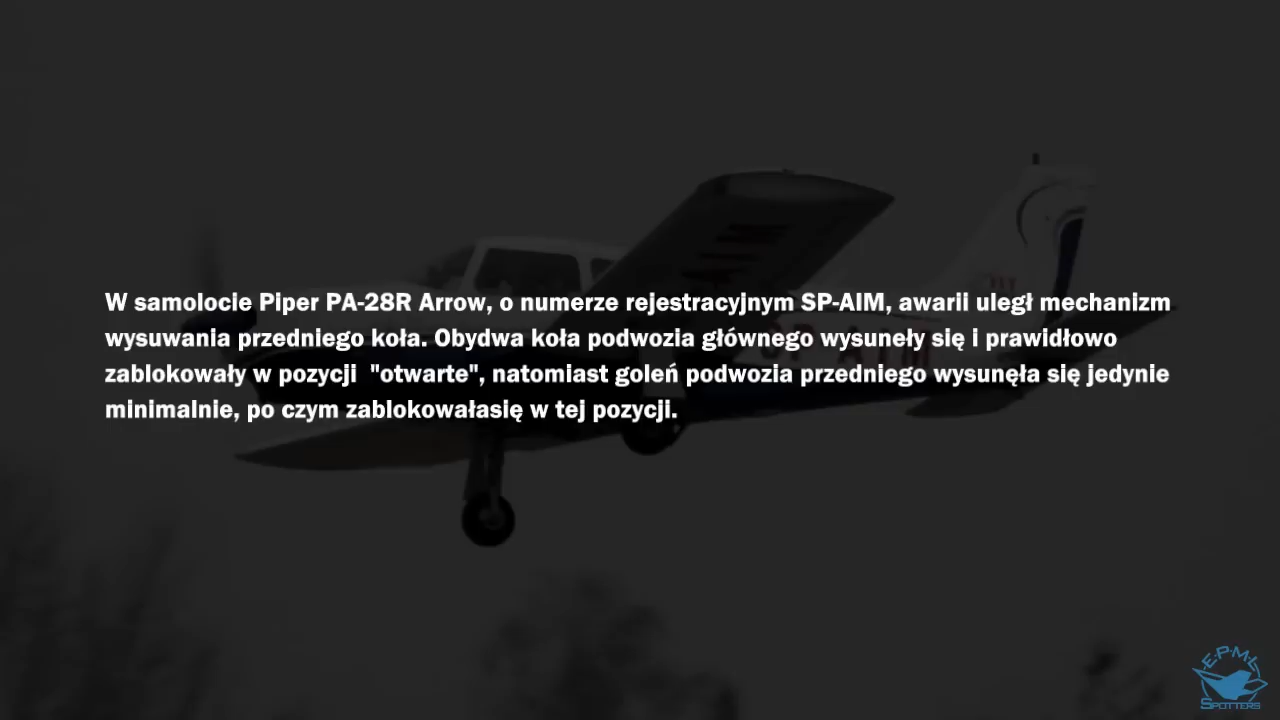 W samolocie Piper PA-28R Arrow, o numerze rejestracyjnym SP-AIM, awarii uległ mechanizm
wysuwania przedniego koła. Obydwa koła podwozia głównego wysuneły się i prawidłowo
zablokowały w pozycji  "otwarte", natomiast goleń podwozia przedniego wysunęła się jedynie
minimalnie, po czym zablokowałasię w tej pozycji.
E·P·M·L
SPOTTERS